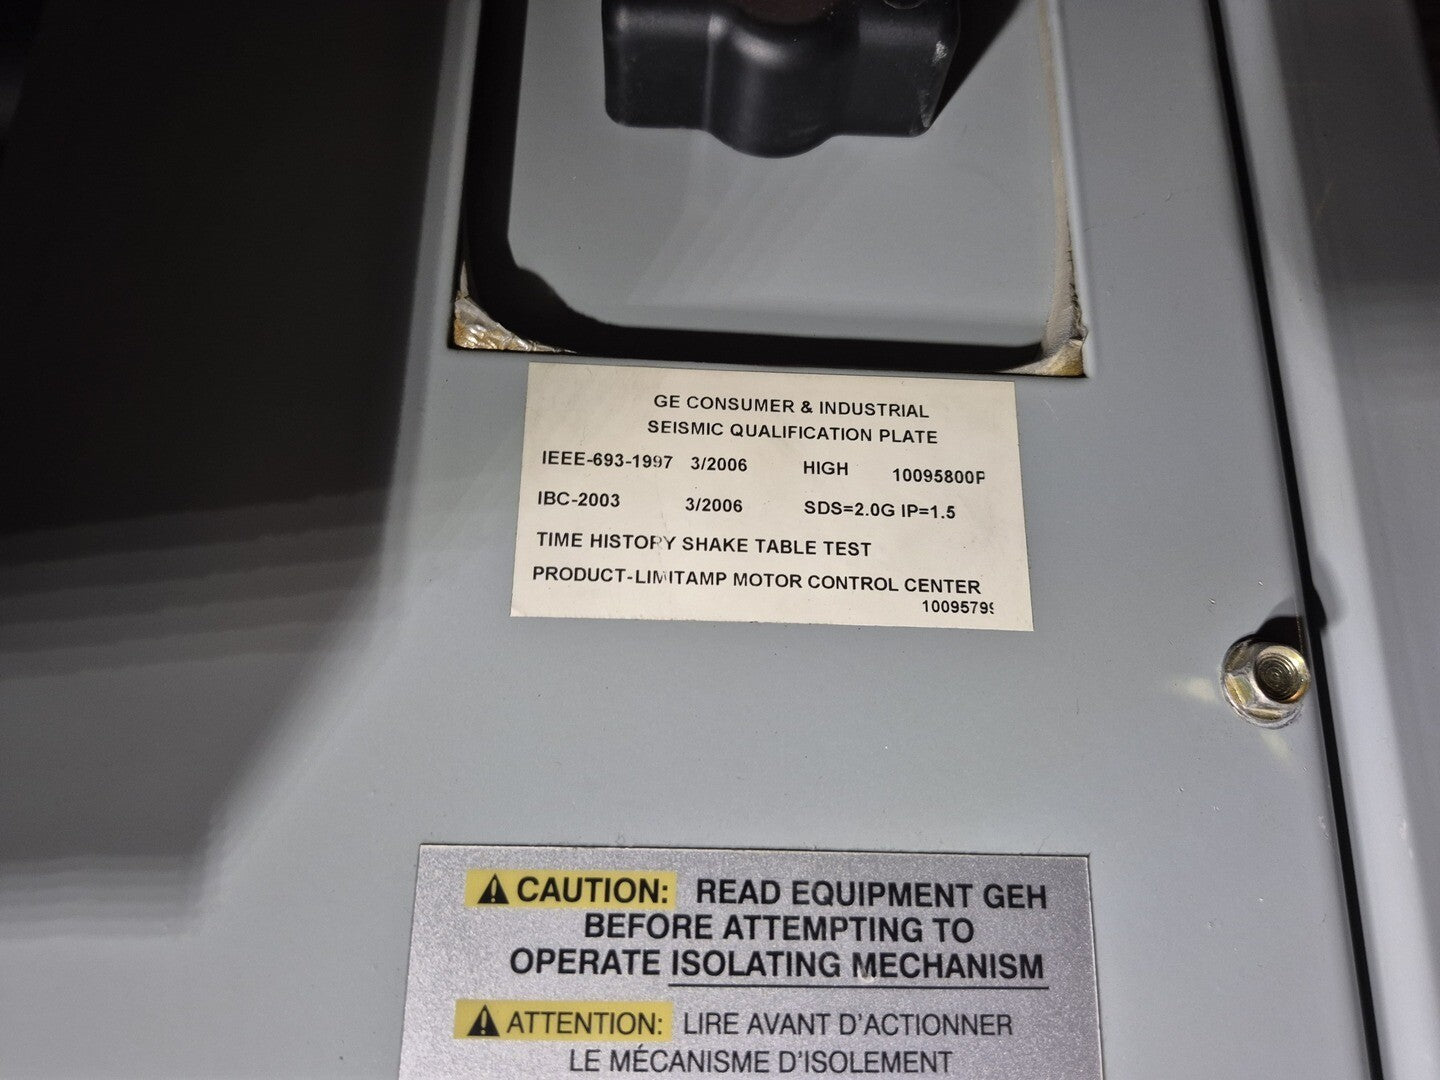 GE CONSUMER & INDUSTRIAL
SEISMIC QUALIFICATION PLATE
IEEE-693-1997 3/2006 HIGH 10095800P
IBC-2003 3/2006 SDS=2.0G IP=1.5
TIME HISTORY SHAKE TABLE TEST
PRODUCT-LIMITAMP MOTOR CONTROL CENTER
10095799
⚠ CAUTION: READ EQUIPMENT GEH
BEFORE ATTEMPTING TO
OPERATE ISOLATING MECHANISM
⚠ ATTENTION: LIRE AVANT D'ACTIONNER
LE MÉCANISME D'ISOLEMENT